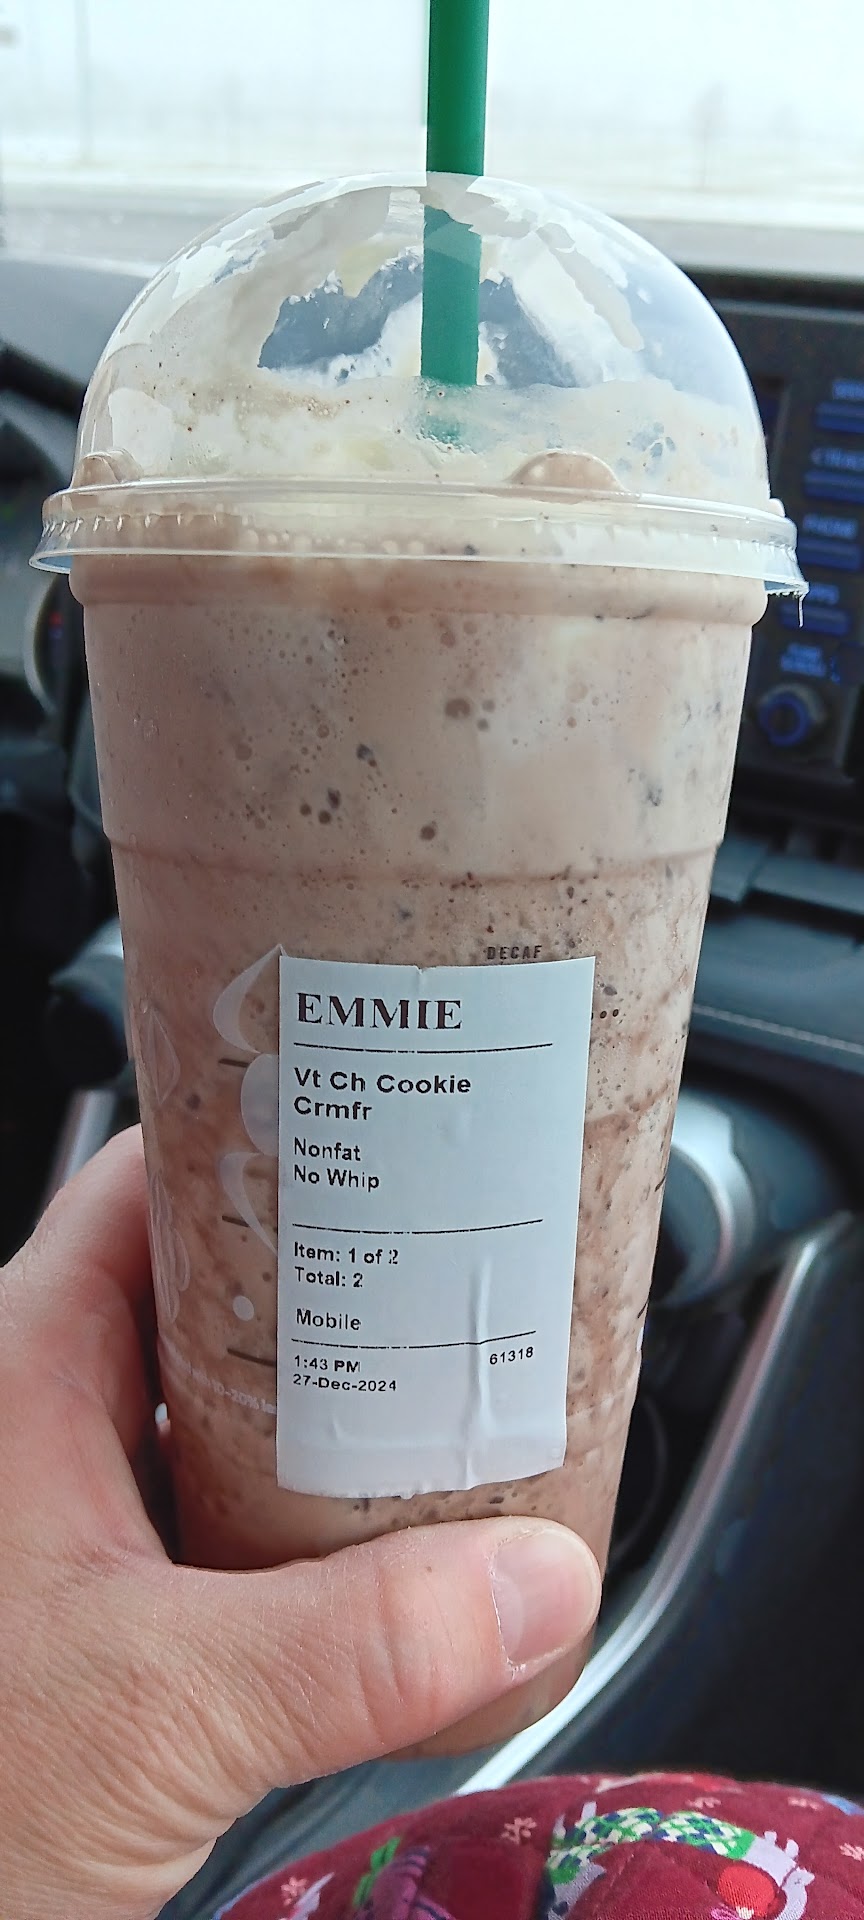 DECAF
EMMIE
Vt Ch Cookie
Crmfr
Nonfat
No Whip
Item: 1 of 2
Total: 2
Mobile
1:43 PM
61318
27-Dec-2024